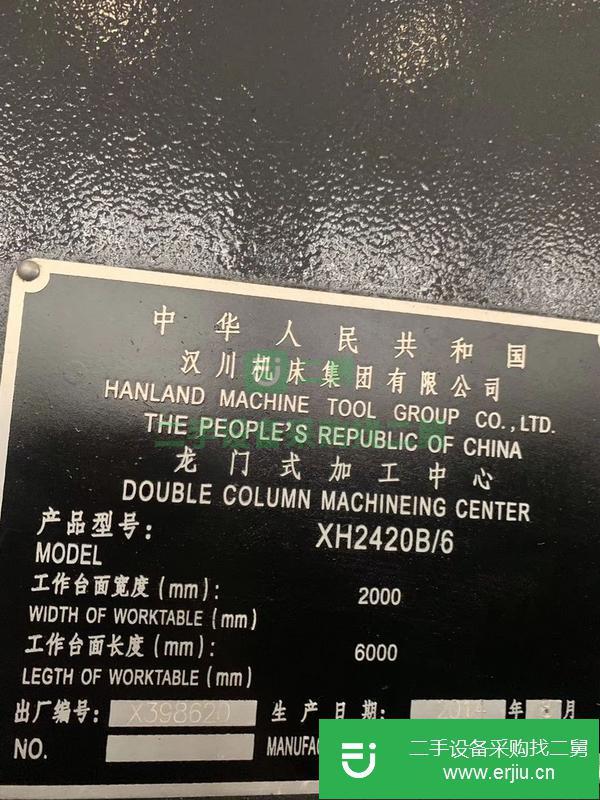 中华人民共和国
汉川机床集团有限公司
HANLAND MACHINE TOOL GROUP CO.,LTD.
THE PEOPLE'S REPUBLIC OF CHINA
龙门式加工中心
DOUBLE COLUMN MACHINEING CENTER
产品型号: XH2420B/6
MODEL
工作台面宽度(mm): 2000
WIDTH OF WORKTABLE(mm)
工作台面长度(mm): 6000
LEGTH OF WORKTABLE(mm)
出厂编号: X398620 生产日期: 年 月
NO.
二手设备采购找二舅
www.erjiu.cn